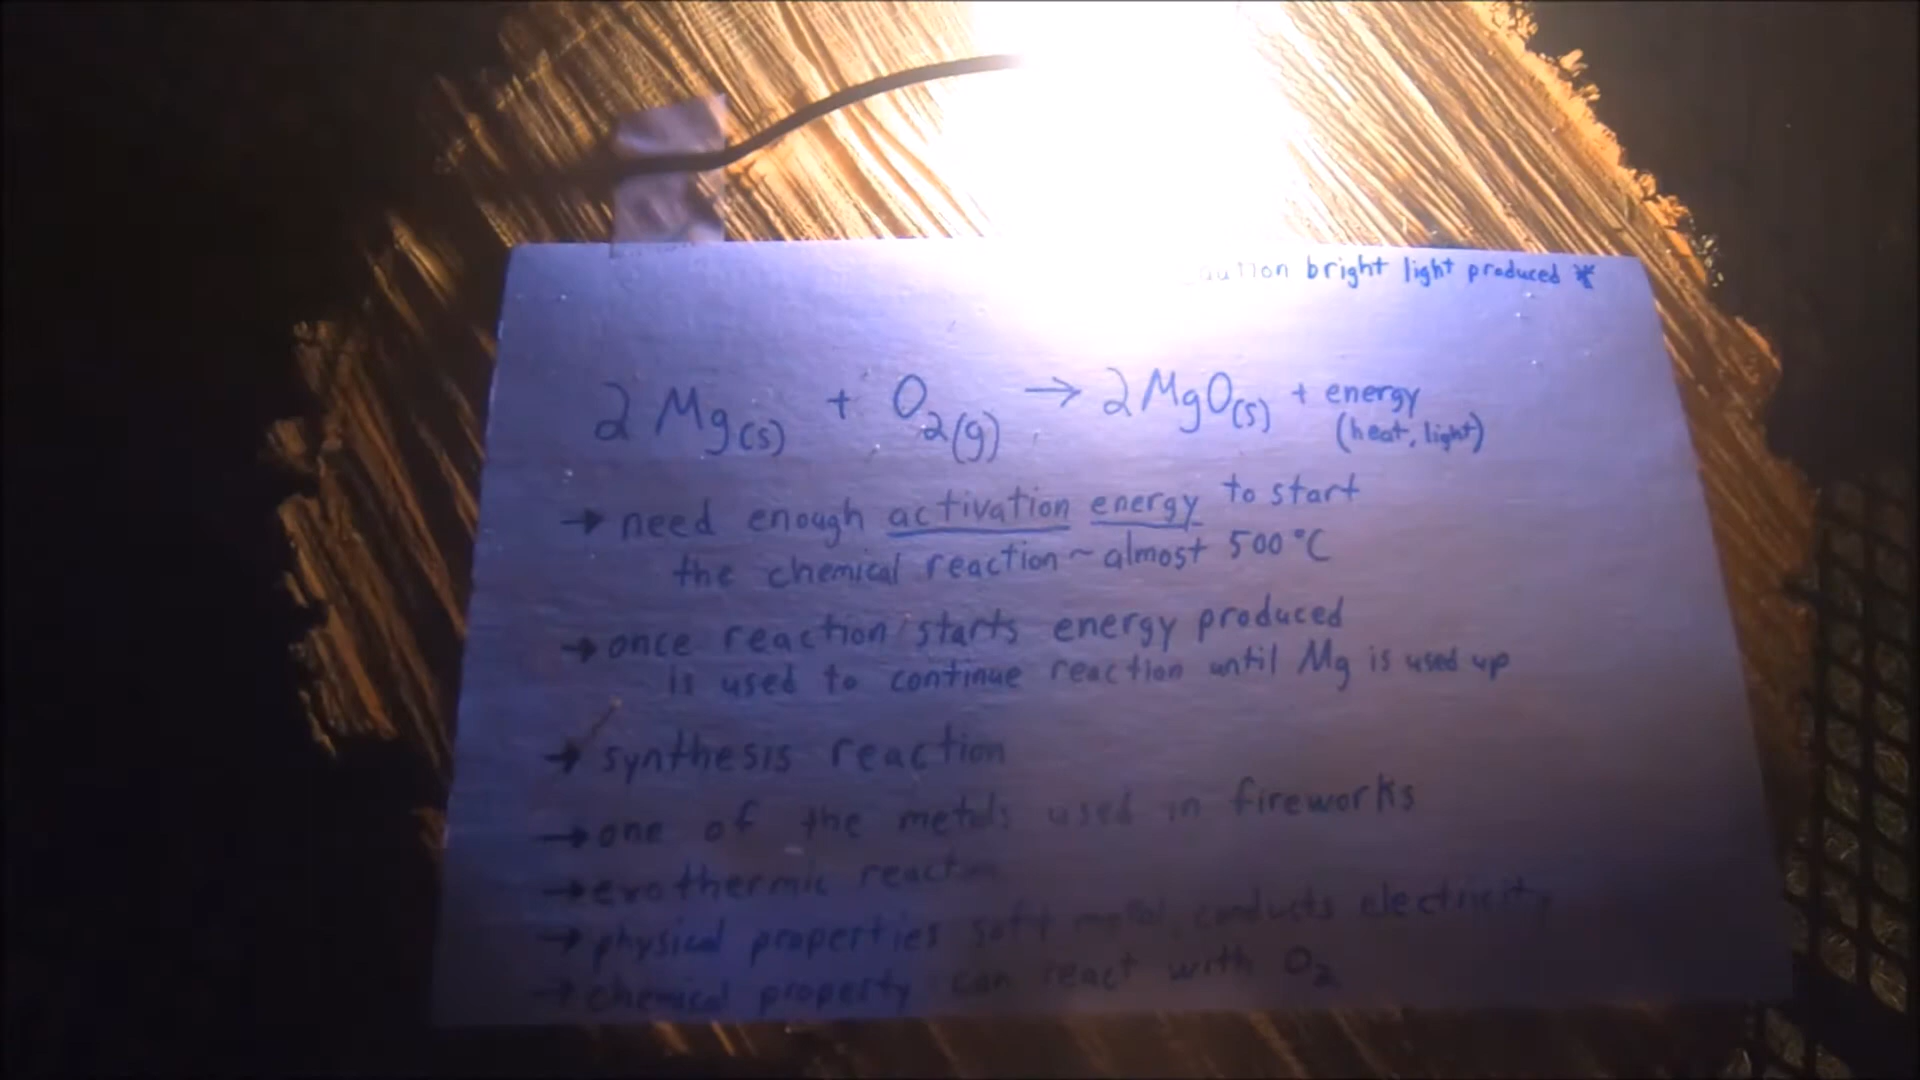 caution bright light produced *
2 Mg(s) + O2(g) → 2 MgO(s) + energy
(heat, light)
→ need enough activation energy to start
the chemical reaction ~ almost 500 °C
→ once reaction starts energy produced
is used to continue reaction until Mg is used up
→ synthesis reaction
→ one of the metals used in fireworks
→ exothermic reaction
→ physical properties soft metal, conducts electricity
→ chemical property can react with O2